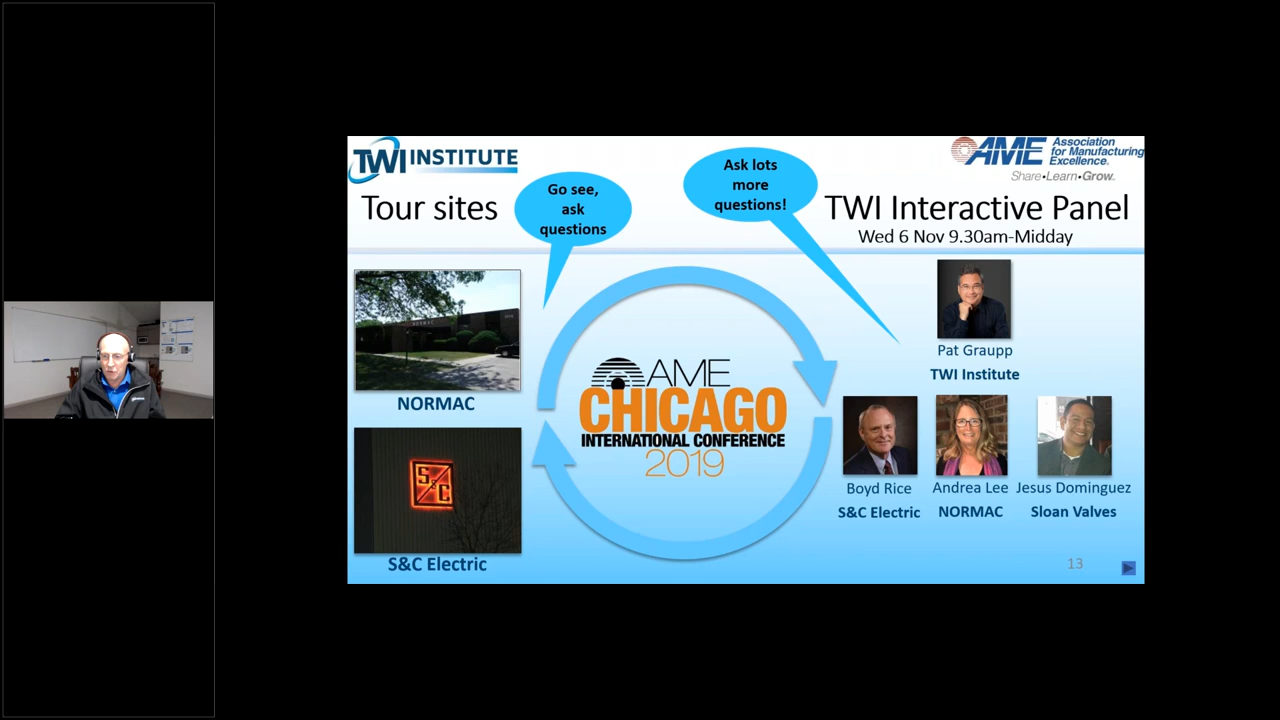 TWI INSTITUTE
AME Association
for Manufacturing
Excellence.
Share•Learn•Grow.
Tour sites
Go see,
ask
questions
Ask lots
more
questions!
TWI Interactive Panel
Wed 6 Nov 9.30am-Midday
NORMAC
NORMAC
S&C
S&C Electric
AME
CHICAGO
INTERNATIONAL CONFERENCE
2019
Pat Graupp
TWI Institute
Boyd Rice
S&C Electric
Andrea Lee
NORMAC
Jesus Dominguez
Sloan Valves
13